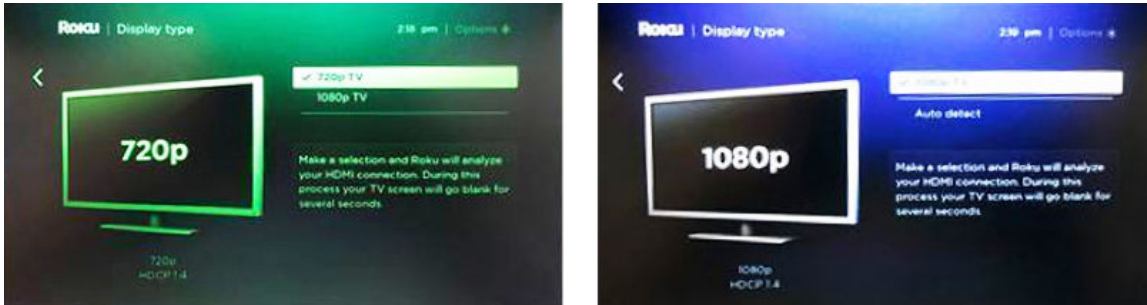 Roku | Display type
2:18 pm | Options
720p TV
1080p TV
720p
Make a selection and Roku will analyze
your HDMI connection. During this
process your TV screen will go blank for
several seconds
720p
HDCP 1.4
Roku | Display type
pm | Options
1080p TV
Auto detect
1080p
Make a selection and Roku will analyze
your HDMI connection. During this
process your TV screen will go blank for
several seconds
1080p
HDCP 1.4